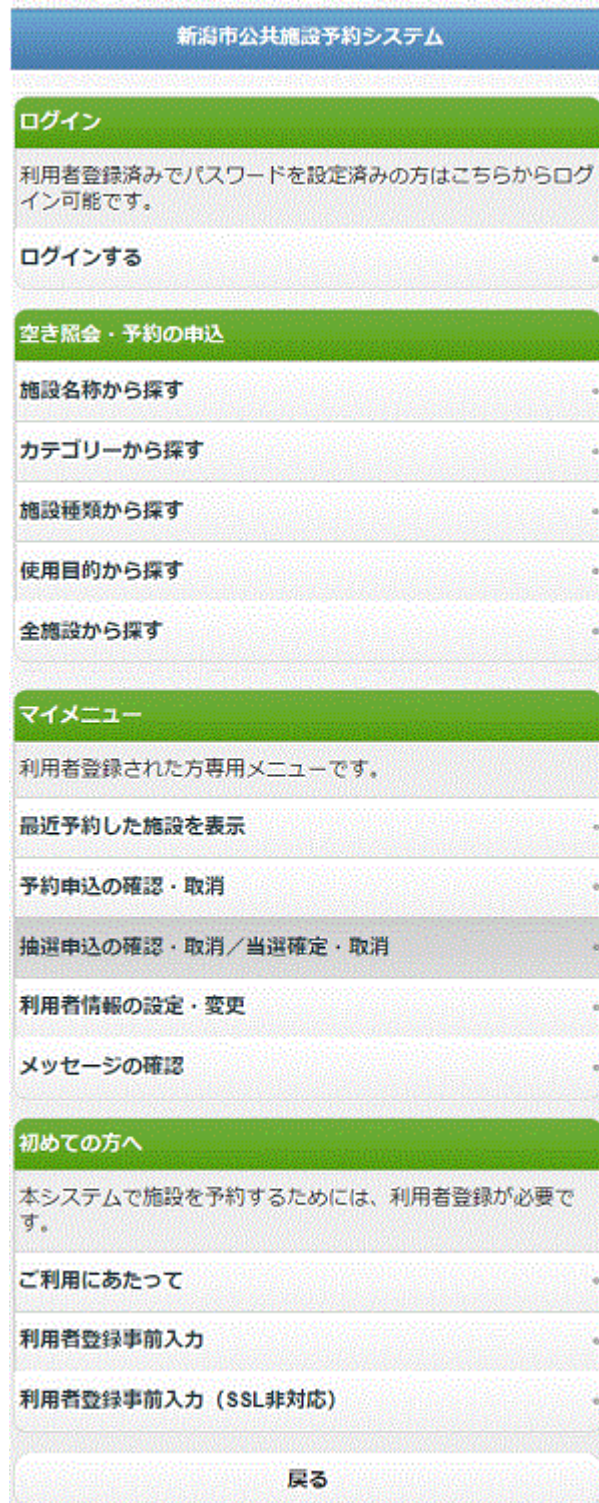 新潟市公共施設予約システム
ログイン
利用者登録済みでパスワードを設定済みの方はこちらからログ
イン可能です。
ログインする
空き照会・予約の申込
施設名称から探す
カテゴリーから探す
施設種類から探す
使用目的から探す
全施設から探す
マイメニュー
利用者登録された方専用メニューです。
最近予約した施設を表示
予約申込の確認・取消
抽選申込の確認・取消／当選確定・取消
利用者情報の設定・変更
メッセージの確認
初めての方へ
本システムで施設を予約するためには、利用者登録が必要で
す。
ご利用にあたって
利用者登録事前入力
利用者登録事前入力（SSL非対応）
戻る